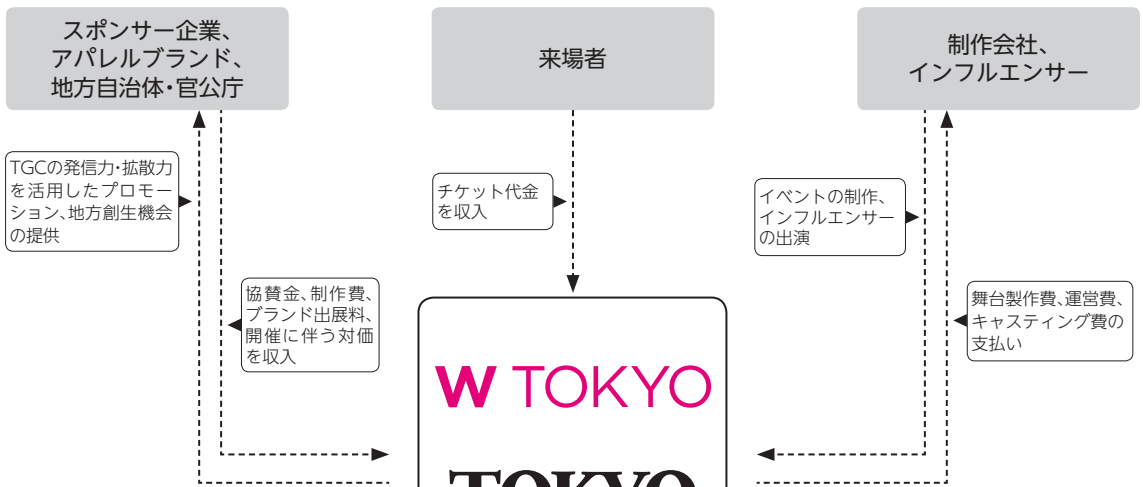 スポンサー企業、
アパレルブランド、
地方自治体・官公庁
来場者
制作会社、
インフルエンサー
TGCの発信力・拡散力
を活用したプロモー
ション、地方創生機会
の提供
チケット代金
を収入
イベントの制作、
インフルエンサー
の出演
協賛金、制作費、
ブランド出展料、
開催に伴う対価
を収入
舞台製作費、運営費、
キャスティング費の
支払い
W TOKYO
TOKYO